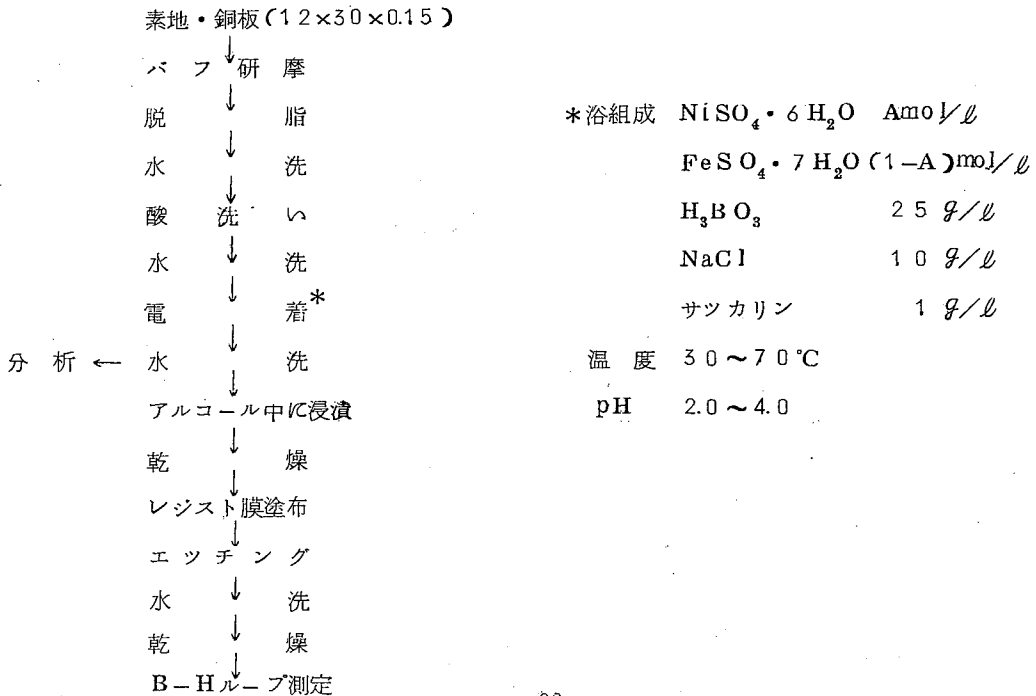 素地・銅板(12×30×0.15)
↓
バフ研摩
↓
脱脂
↓
水洗
↓
酸洗い
↓
水洗
↓
電着*
↓
分析 ← 水洗
↓
アルコール中に浸漬
↓
乾燥
↓
レジスト膜塗布
↓
エッチング
↓
水洗
↓
乾燥
↓
B-Hループ測定
*浴組成 NiSO₄・6H₂O Amol/ℓ
FeSO₄・7H₂O (1-A)mol/ℓ
H₃BO₃ 25 g/ℓ
NaCl 10 g/ℓ
サッカリン 1 g/ℓ
温度 30~70℃
pH 2.0~4.0